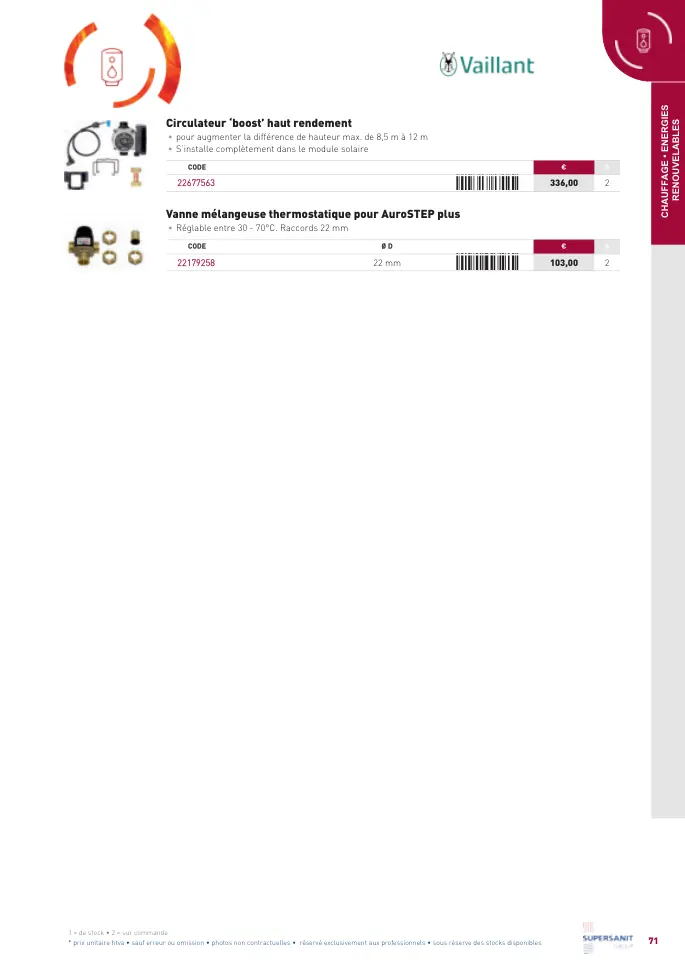 Vaillant
CHAUFFAGE • ENERGIES
RENOUVELABLES
Circulateur ‘boost’ haut rendement
• pour augmenter la différence de hauteur max. de 8,5 m à 12 m
• S’installe complètement dans le module solaire
CODE €
22677563 336,00 2
Vanne mélangeuse thermostatique pour AuroSTEP plus
• Réglable entre 30 - 70°C. Raccords 22 mm
CODE Ø D €
22179258 22 mm 103,00 2
1 = de stock • 2 = sur commande
* prix unitaire htva • sauf erreur ou omission • photos non contractuelles • réservé exclusivement aux professionnels • sous réserve des stocks disponibles
SUPERSANIT
GROUP
71